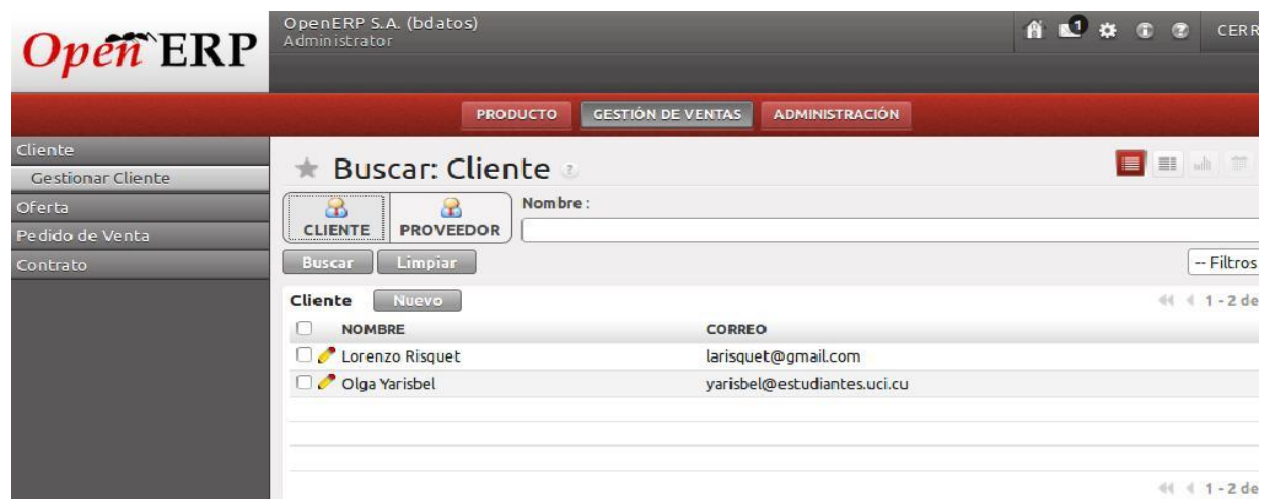 Open ERP
OpenERP S.A. (bdatos)
Administrator
1
CERR
PRODUCTO GESTIÓN DE VENTAS ADMINISTRACIÓN
Cliente
Gestionar Cliente
Oferta
Pedido de Venta
Contrato
Buscar: Cliente ?
CLIENTE PROVEEDOR
Nombre :
Buscar Limpiar
-- Filtros
Cliente Nuevo
1 - 2 de
NOMBRE CORREO
Lorenzo Risquet larisquet@gmail.com
Olga Yarisbel yarisbel@estudiantes.uci.cu
1 - 2 de